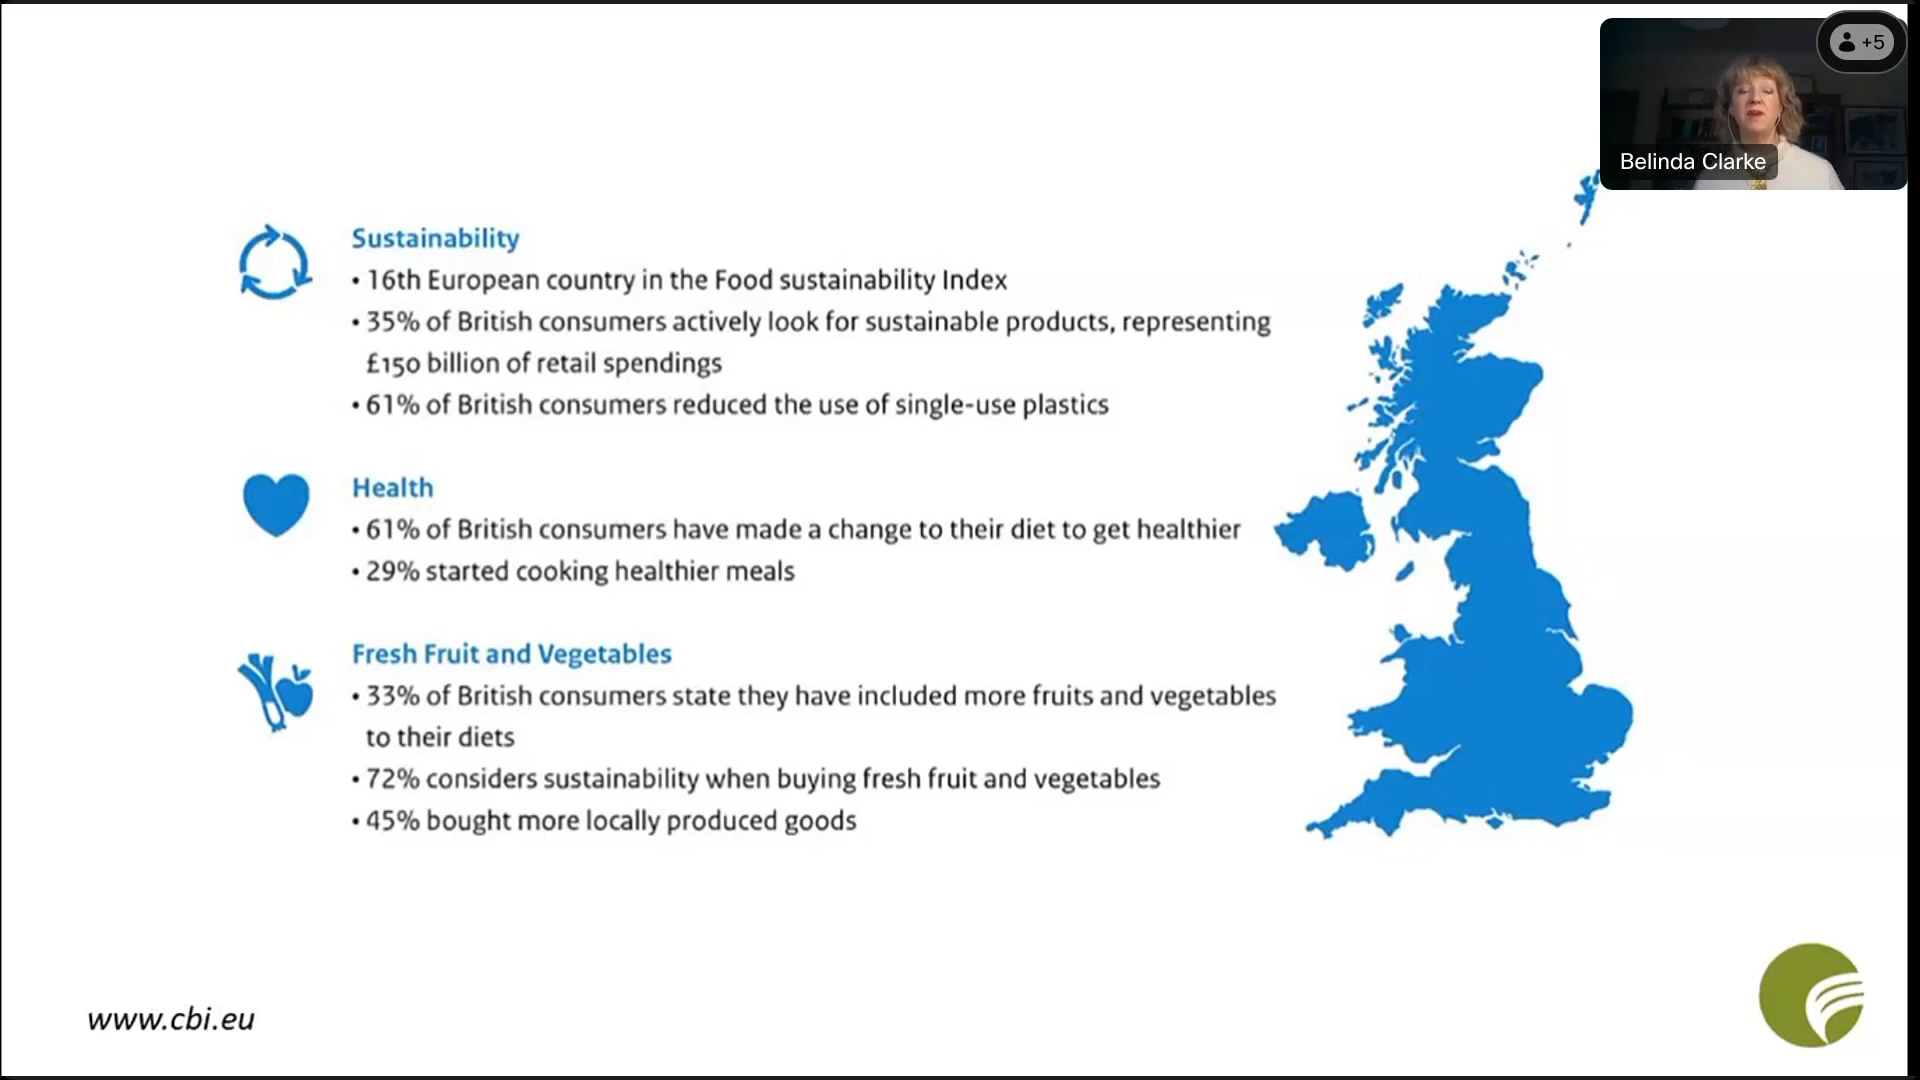 +5
Belinda Clarke
Sustainability
• 16th European country in the Food sustainability Index
• 35% of British consumers actively look for sustainable products, representing
£150 billion of retail spendings
• 61% of British consumers reduced the use of single-use plastics
Health
• 61% of British consumers have made a change to their diet to get healthier
• 29% started cooking healthier meals
Fresh Fruit and Vegetables
• 33% of British consumers state they have included more fruits and vegetables
to their diets
• 72% considers sustainability when buying fresh fruit and vegetables
• 45% bought more locally produced goods
www.cbi.eu